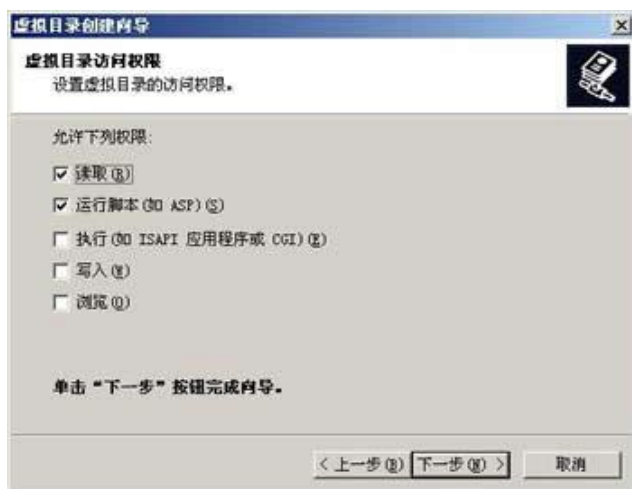 虚拟目录创建向导
虚拟目录访问权限
设置虚拟目录的访问权限。
允许下列权限:
读取(R)
运行脚本(如 ASP)(S)
执行(如 ISAPI 应用程序或 CGI)(E)
写入(W)
浏览(O)
单击“下一步”按钮完成向导。
< 上一步(B) 下一步(N) > 取消